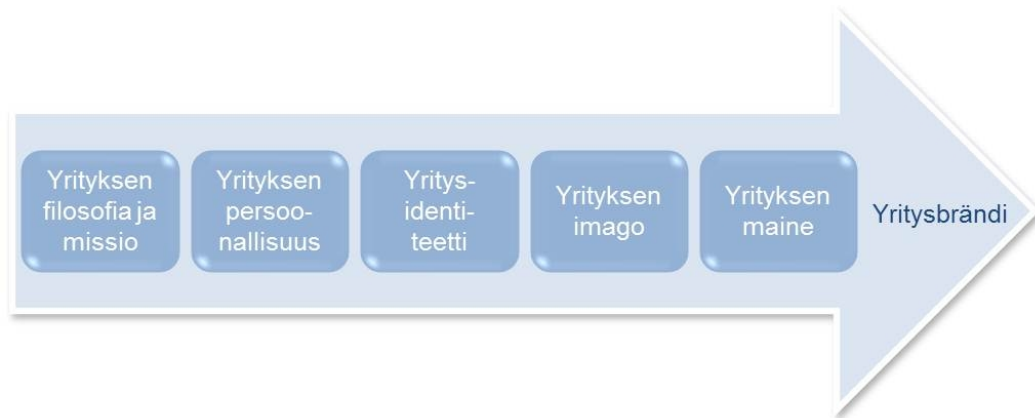 Yrityksen
filosofia ja
missio
Yrityksen
persoo-
nallisuus
Yritys-
identi-
teetti
Yrityksen
imago
Yrityksen
maine
Yritysbrändi